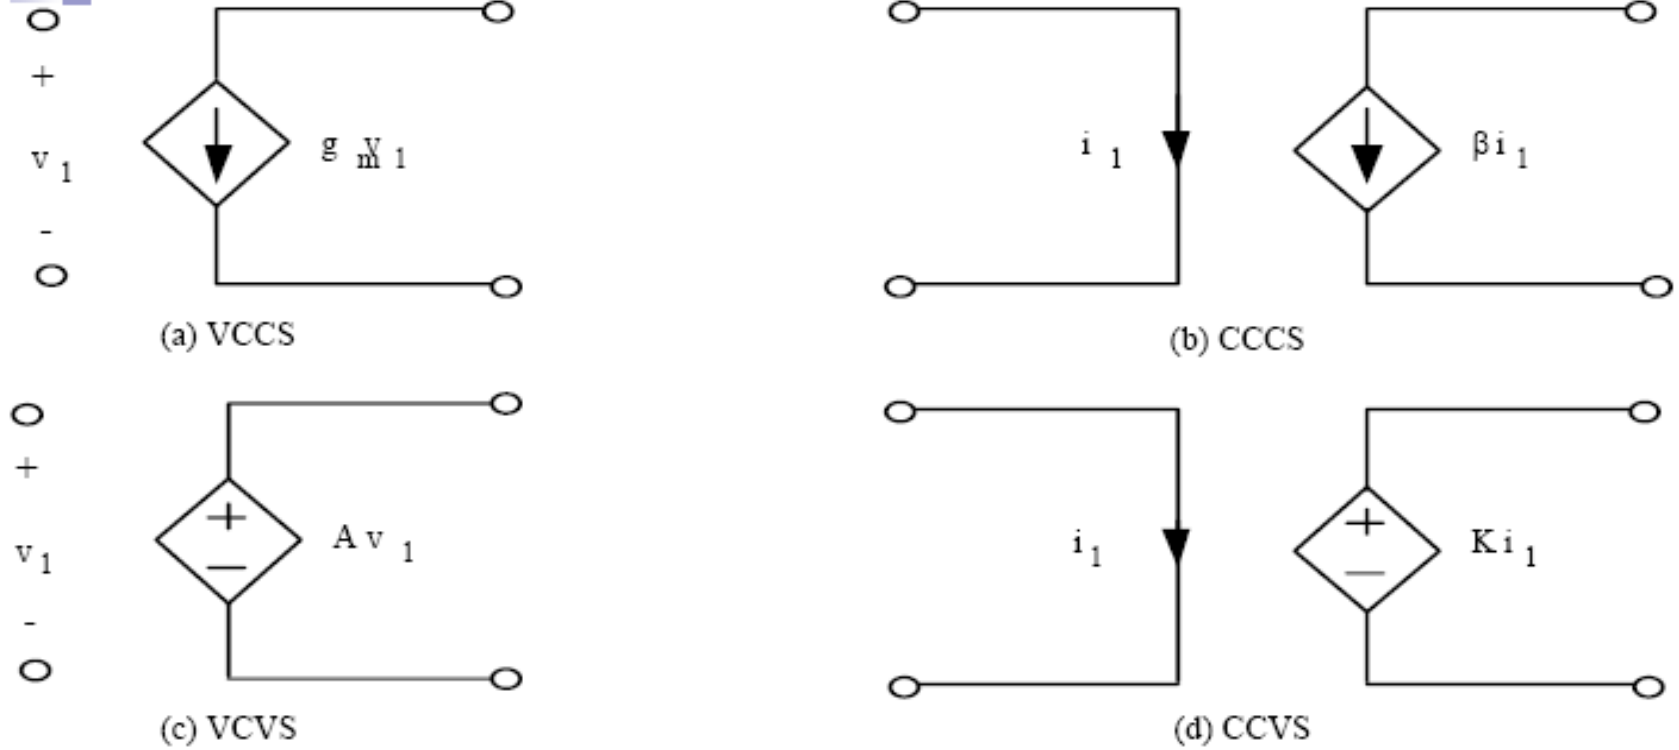 +
v 1
-
g m v 1
(a) VCCS
i 1
β i 1
(b) CCCS
+
v 1
-
+
−
A v 1
(c) VCVS
i 1
+
−
K i 1
(d) CCVS